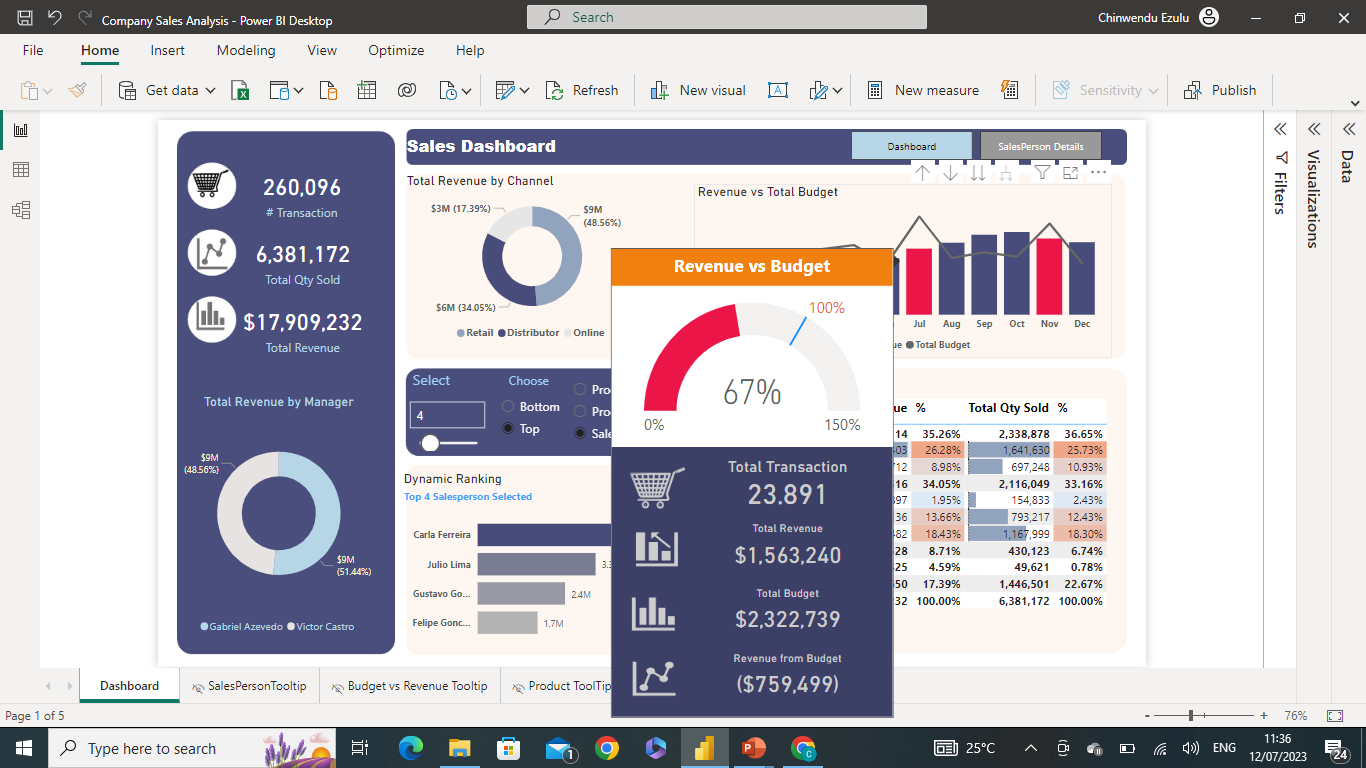 Company Sales Analysis - Power BI Desktop
Search
Chinwendu Ezulu
File Home Insert Modeling View Optimize Help
Get data Refresh New visual New measure Sensitivity Publish
260,096
# Transaction
6,381,172
Total Qty Sold
$17,909,232
Total Revenue
Total Revenue by Manager
$9M
(48.56%)
$9M
(51.44%)
Gabriel Azevedo Victor Castro
Sales Dashboard
Dashboard
SalesPerson Details
Total Revenue by Channel
$3M (17.39%)
$9M
(48.56%)
$6M (34.05%)
Retail Distributor Online
Revenue vs Total Budget
Jul Aug Sep Oct Nov Dec
ue Total Budget
Select
4
Choose
Bottom
Top
Pro
Pro
Sale
Dynamic Ranking
Top 4 Salesperson Selected
Carla Ferreira
Julio Lima 3.3
Gustavo Go... 2.4M
Felipe Gonc... 1.7M
Revenue vs Budget
100%
67%
0% 150%
Total Transaction
23.891
Total Revenue
$1,563,240
Total Budget
$2,322,739
Revenue from Budget
($759,499)
ue % Total Qty Sold %
14 35.26% 2,338,878 36.65%
403 26.28% 1,641,630 25.73%
712 8.98% 697,248 10.93%
16 34.05% 2,116,049 33.16%
397 1.95% 154,833 2.43%
36 13.66% 793,217 12.43%
482 18.43% 1,167,999 18.30%
328 8.71% 430,123 6.74%
425 4.59% 49,621 0.78%
350 17.39% 1,446,501 22.67%
232 100.00% 6,381,172 100.00%
Filters
Visualizations
Data
Dashboard SalesPersonTooltip Budget vs Revenue Tooltip Product ToolTip
Page 1 of 5
- + 76%
Type here to search
1
25°C
ENG
11:36
12/07/2023
24